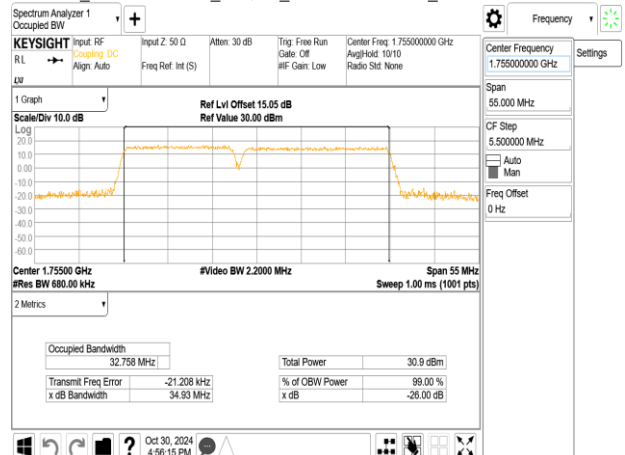 Spectrum Analyzer 1
Occupied BW
Frequency
KEYSIGHT
Input: RF
Coupling: DC
Align: Auto
Input Z: 50 Ω
Freq Ref: Int (S)
Atten: 30 dB
Trig: Free Run
Gate: Off
#IF Gain: Low
Center Freq: 1.755000000 GHz
Avg|Hold: 10/10
Radio Std: None
RL
LXI
Center Frequency
1.755000000 GHz
Settings
Span
55.000 MHz
CF Step
5.500000 MHz
Auto
Man
Freq Offset
0 Hz
1 Graph
Scale/Div 10.0 dB
Ref Lvl Offset 15.05 dB
Ref Value 30.00 dBm
Log
20.0
10.0
0.00
-10.0
-20.0
-30.0
-40.0
-50.0
-60.0
Center 1.75500 GHz
#Res BW 680.00 kHz
#Video BW 2.2000 MHz
Span 55 MHz
Sweep 1.00 ms (1001 pts)
2 Metrics
Occupied Bandwidth
32.758 MHz
Transmit Freq Error -21.208 kHz
x dB Bandwidth 34.93 MHz
Total Power 30.9 dBm
% of OBW Power 99.00 %
x dB -26.00 dB
?
Oct 30, 2024
4:56:15 PM